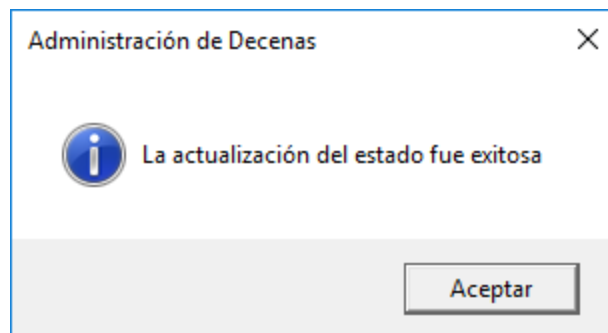 Administración de Decenas
La actualización del estado fue exitosa
Aceptar